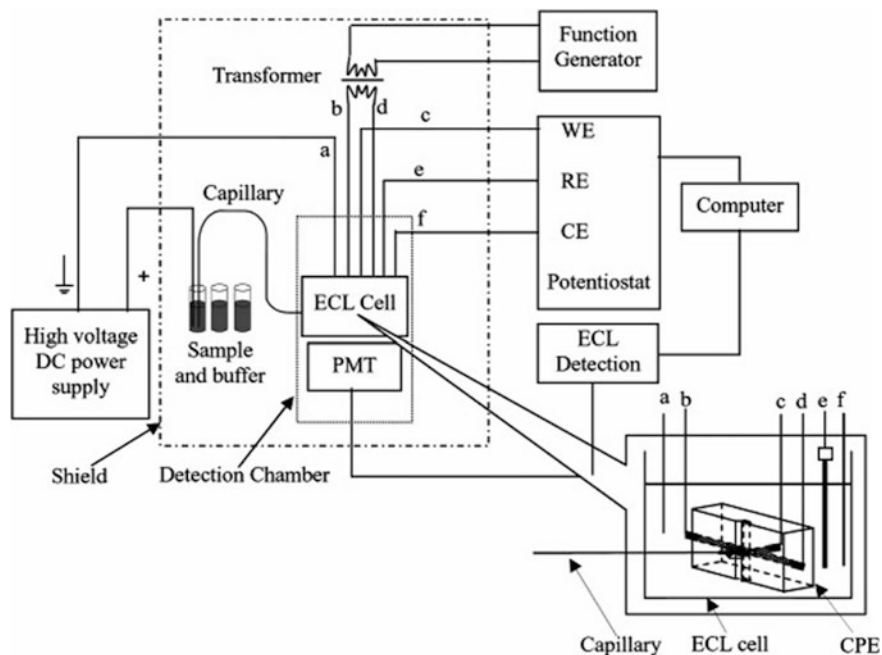 Function
Generator
Transformer
b
d
c
WE
a
e
RE
Computer
Capillary
f
CE
+
Potentiostat
ECL Cell
High voltage
DC power
supply
Sample
and buffer
PMT
ECL
Detection
Shield
Detection Chamber
a
b
c
d
e
f
Capillary
ECL cell
CPE